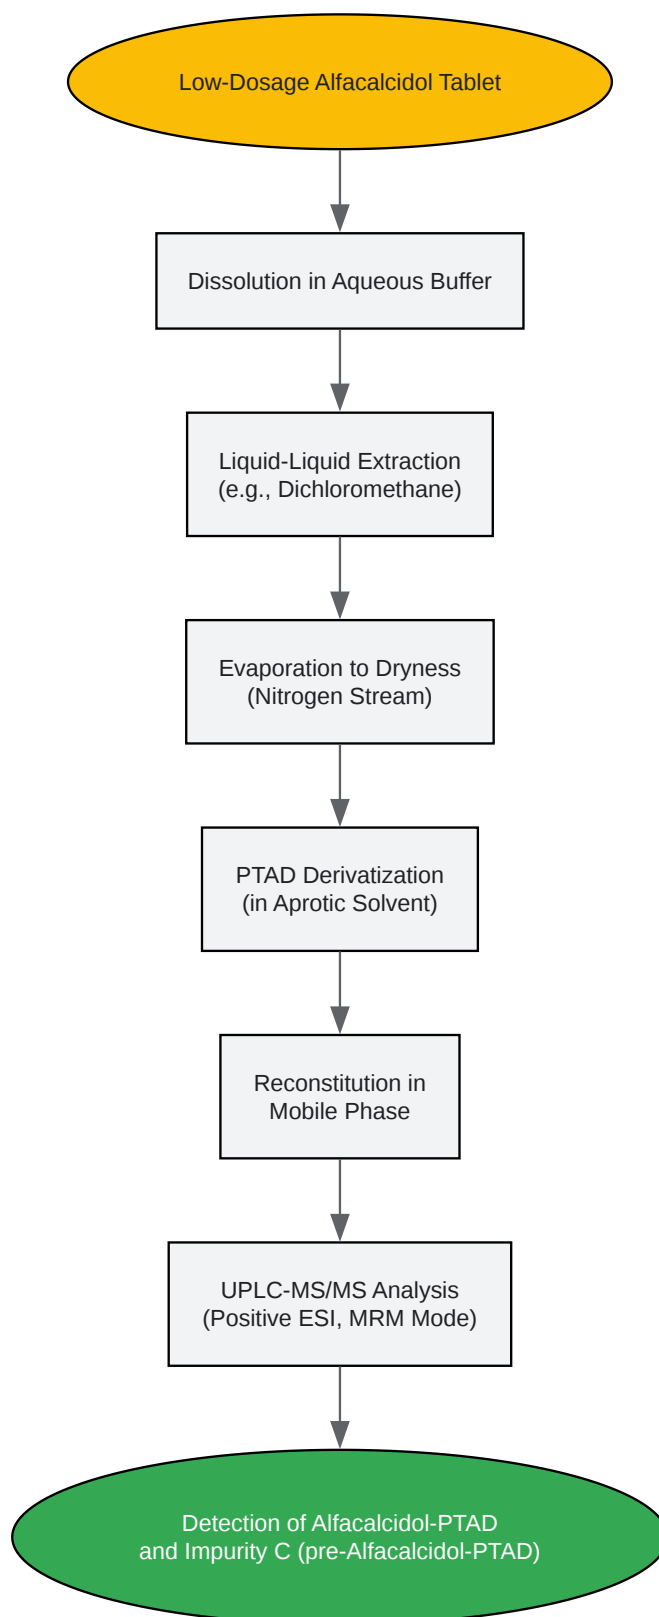 Low-Dosage Alfacalcidol Tablet
Dissolution in Aqueous Buffer
Liquid-Liquid Extraction
(e.g., Dichloromethane)
Evaporation to Dryness
(Nitrogen Stream)
PTAD Derivatization
(in Aprotic Solvent)
Reconstitution in
Mobile Phase
UPLC-MS/MS Analysis
(Positive ESI, MRM Mode)
Detection of Alfacalcidol-PTAD
and Impurity C (pre-Alfacalcidol-PTAD)